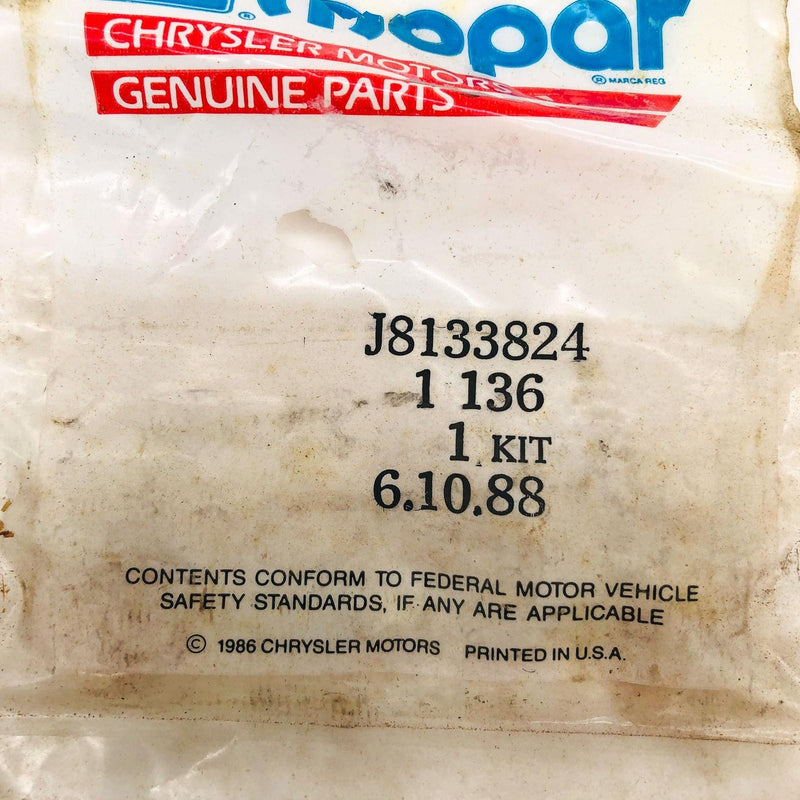 Mopar
® CHRYSLER MOTORS
® MARCA REG
GENUINE PARTS
J8133824
1 136
1 KIT
6.10.88
CONTENTS CONFORM TO FEDERAL MOTOR VEHICLE
SAFETY STANDARDS, IF ANY ARE APPLICABLE
© 1986 CHRYSLER MOTORS PRINTED IN U.S.A.